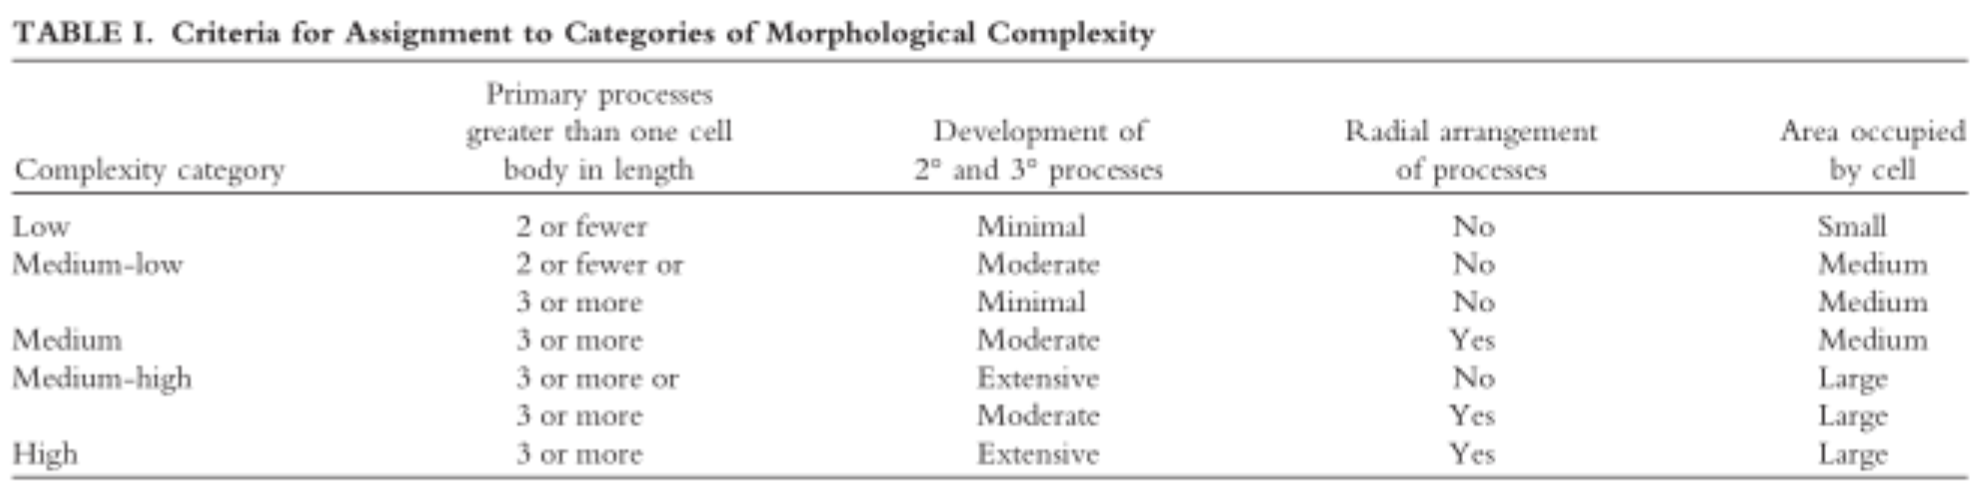 TABLE I. Criteria for Assignment to Categories of Morphological Complexity
Primary processes
greater than one cell Development of Radial arrangement Area occupied
Complexity category body in length 2° and 3° processes of processes by cell
Low 2 or fewer Minimal No Small
Medium-low 2 or fewer or Moderate No Medium
3 or more Minimal No Medium
Medium 3 or more Moderate Yes Medium
Medium-high 3 or more or Extensive No Large
3 or more Moderate Yes Large
High 3 or more Extensive Yes Large